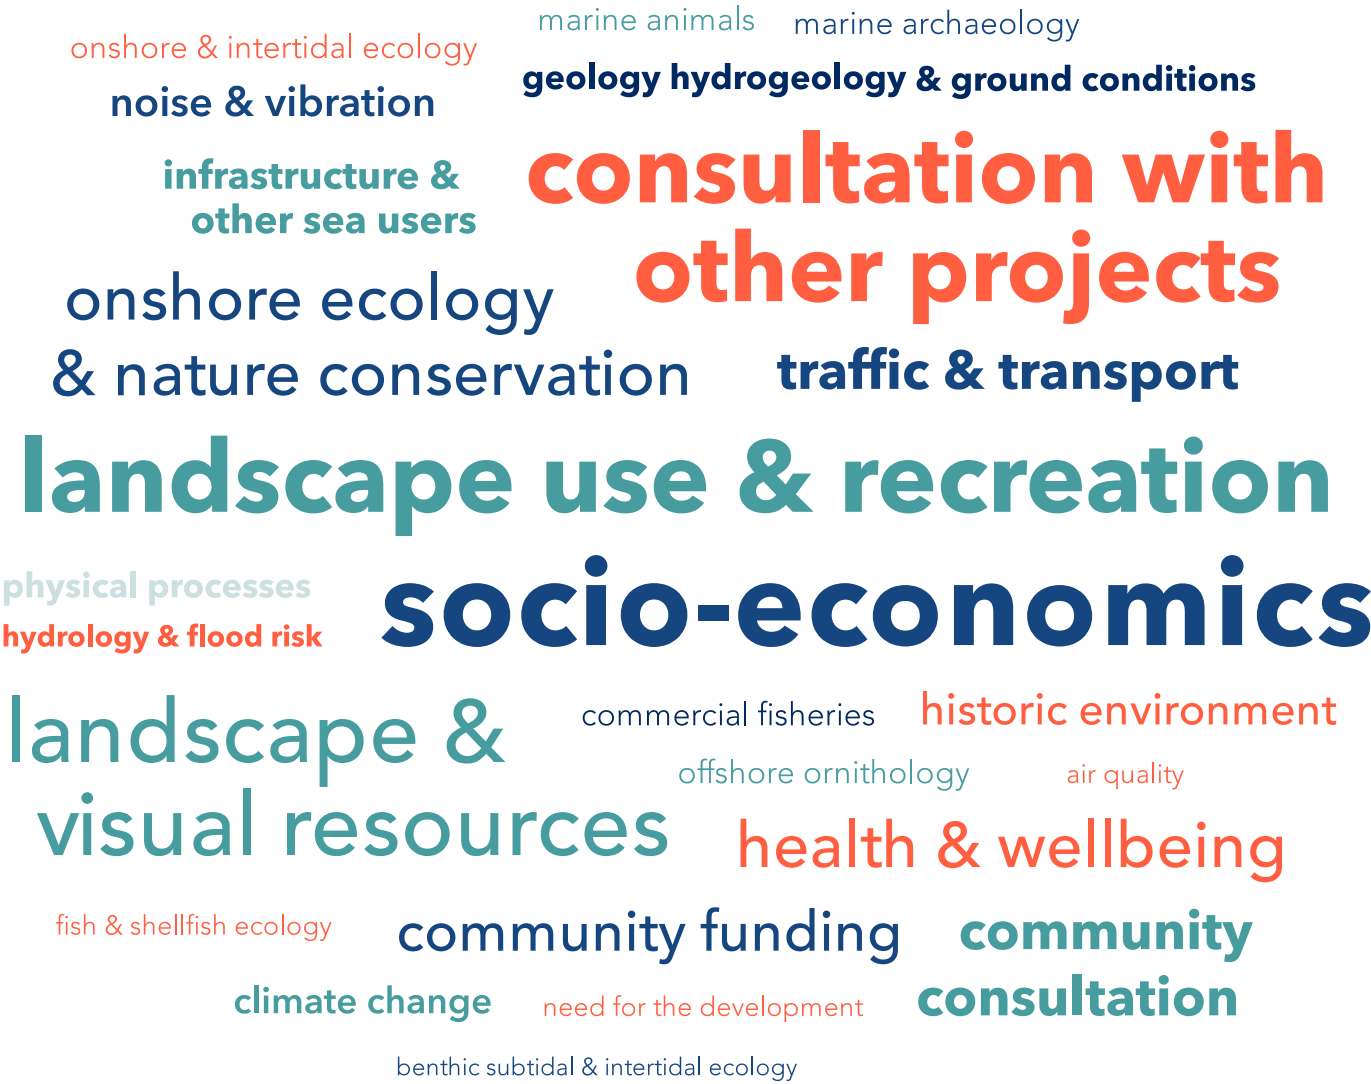 marine animals
marine archaeology
onshore & intertidal ecology
geology hydrogeology & ground conditions
noise & vibration
consultation with
other projects
infrastructure &
other sea users
onshore ecology
& nature conservation
traffic & transport
landscape use & recreation
physical processes
socio-economics
hydrology & flood risk
landscape &
visual resources
commercial fisheries
historic environment
offshore ornithology
air quality
health & wellbeing
fish & shellfish ecology
community funding
community
consultation
climate change
need for the development
benthic subtidal & intertidal ecology